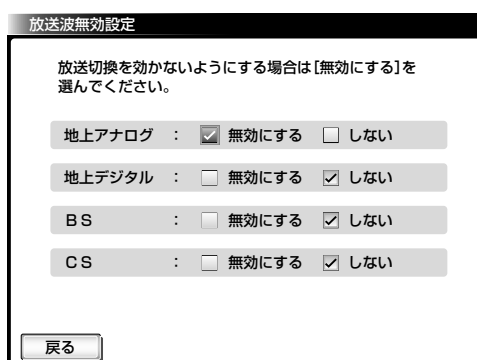 放送波無効設定
放送切換を効かないようにする場合は[無効にする]を
選んでください。
地上アナログ : 無効にする しない
地上デジタル : 無効にする しない
BS : 無効にする しない
CS : 無効にする しない
戻る